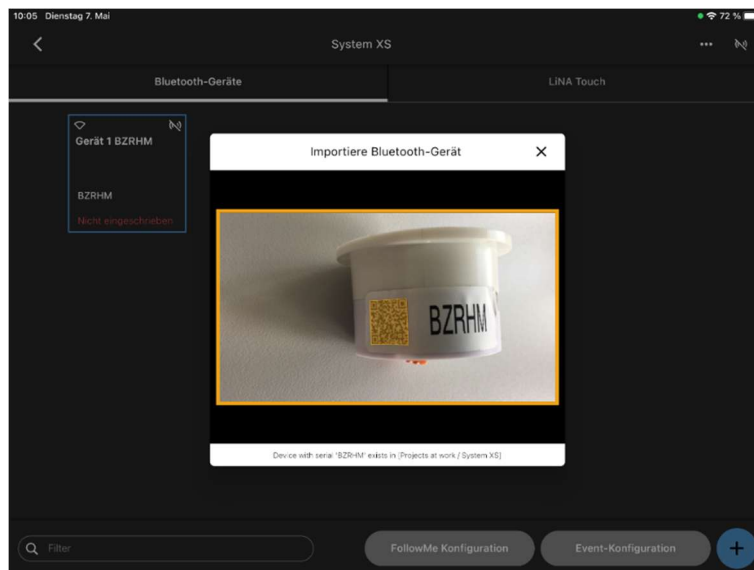 10:05 Dienstag 7. Mai
72 %
System XS
Bluetooth-Geräte
LiNA Touch
Gerät 1 BZRHM
BZRHM
Nicht eingeschrieben
Importiere Bluetooth-Gerät
BZRHM
Device with serial 'BZRHM' exists in [Projects at work / System XS]
Filter
FollowMe Konfiguration
Event-Konfiguration